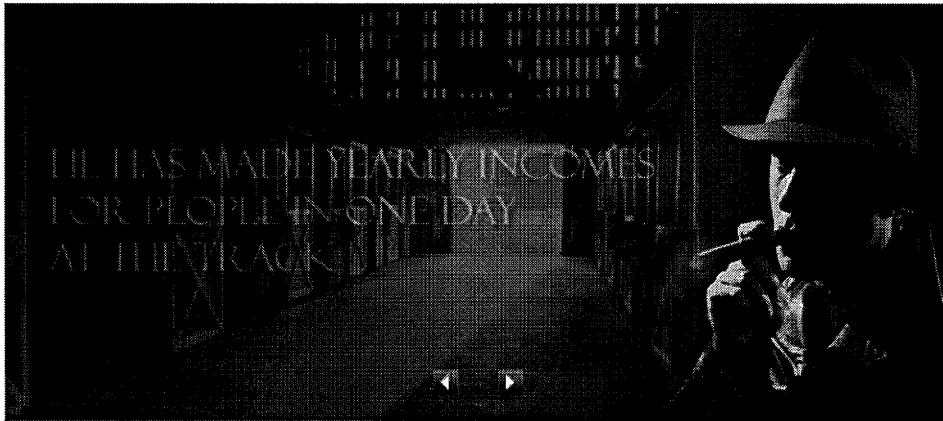 HE HAS MADE YEARLY INCOMES
FOR PEOPLE IN ONE DAY
AT THE TRACK